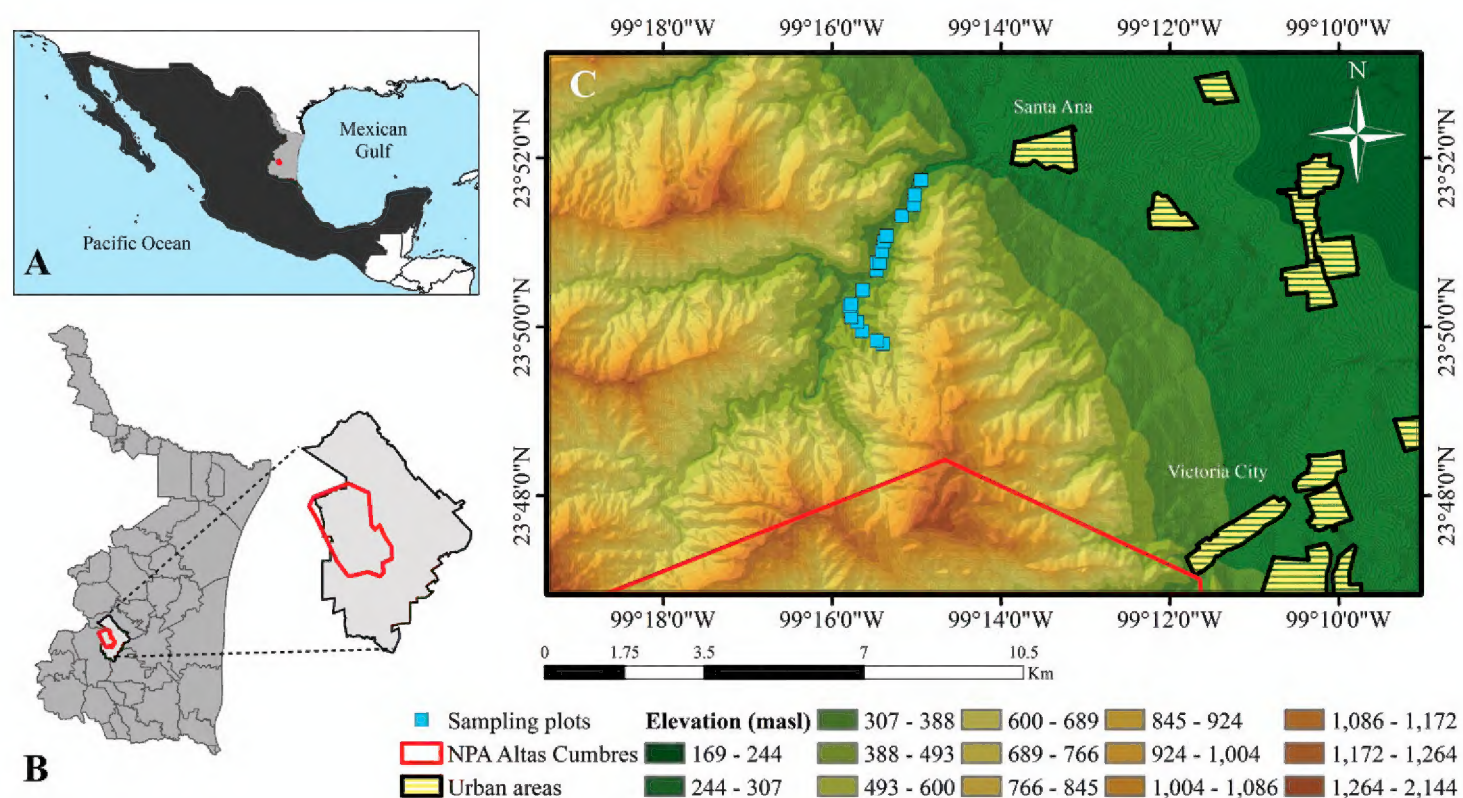 Mexican
Gulf
Pacific Ocean
A
B
99°18'0"W 99°16'0"W 99°14'0"W 99°12'0"W 99°10'0"W
C
N
Santa Ana
Victoria City
23°52'0"N
23°50'0"N
23°48'0"N
23°52'0"N
23°50'0"N
23°48'0"N
99°18'0"W 99°16'0"W 99°14'0"W 99°12'0"W 99°10'0"W
0 1.75 3.5 7 10.5
Km
Sampling plots
NPA Altas Cumbres
Urban areas
Elevation (masl)
169 - 244
244 - 307
307 - 388
388 - 493
493 - 600
600 - 689
689 - 766
766 - 845
845 - 924
924 - 1,004
1,004 - 1,086
1,086 - 1,172
1,172 - 1,264
1,264 - 2,144